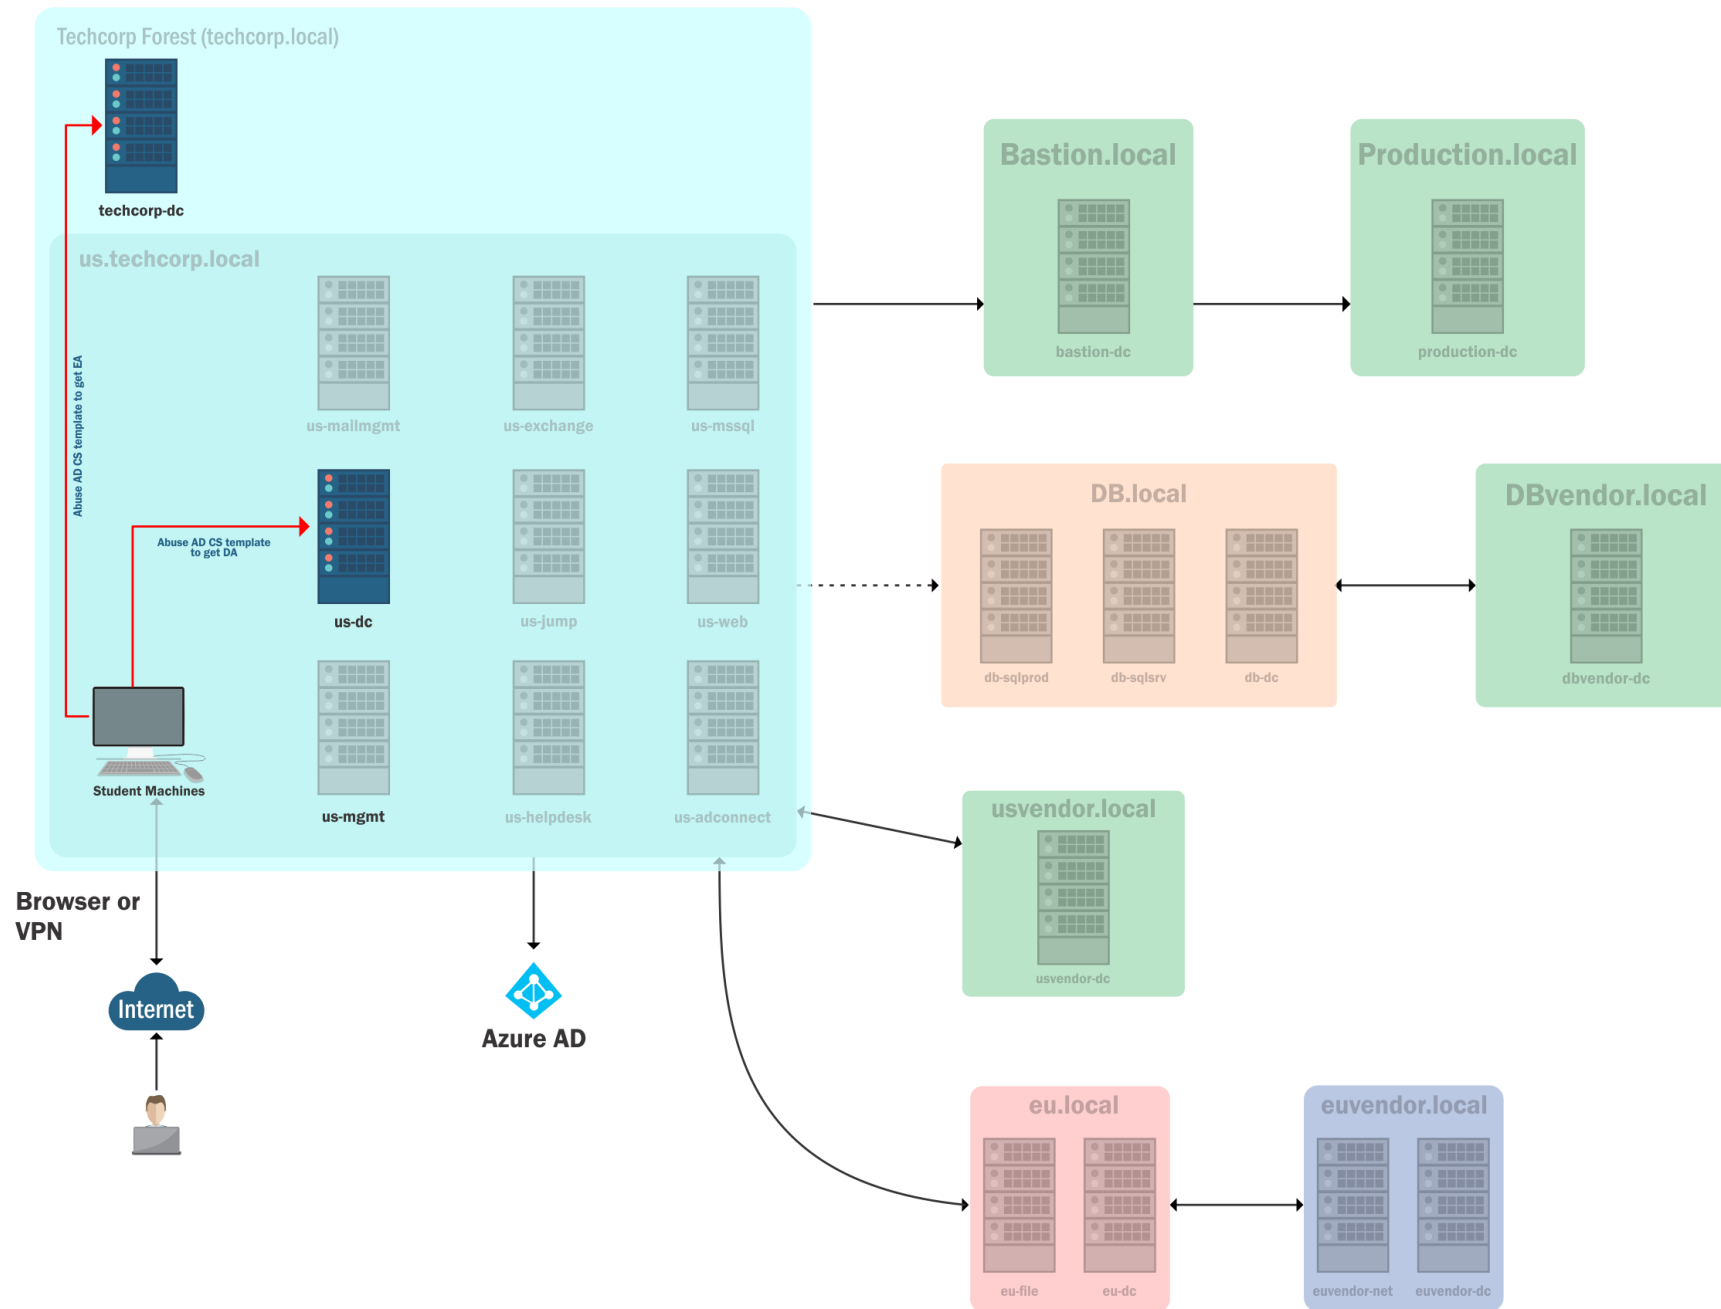 Techcorp Forest (techcorp.local)
techcorp-dc
us.techcorp.local
us-mailmgmt
us-exchange
us-mssql
Abuse AD CS template to get EA
Abuse AD CS template
to get DA
us-dc
us-jump
us-web
Student Machines
us-mgmt
us-helpdesk
us-adconnect
Bastion.local
bastion-dc
Production.local
production-dc
DB.local
db-sqlprod
db-sqlsrv
db-dc
DBvendor.local
dbvendor-dc
usvendor.local
usvendor-dc
Browser or
VPN
Internet
Azure AD
eu.local
eu-file
eu-dc
euvendor.local
euvendor-net
euvendor-dc